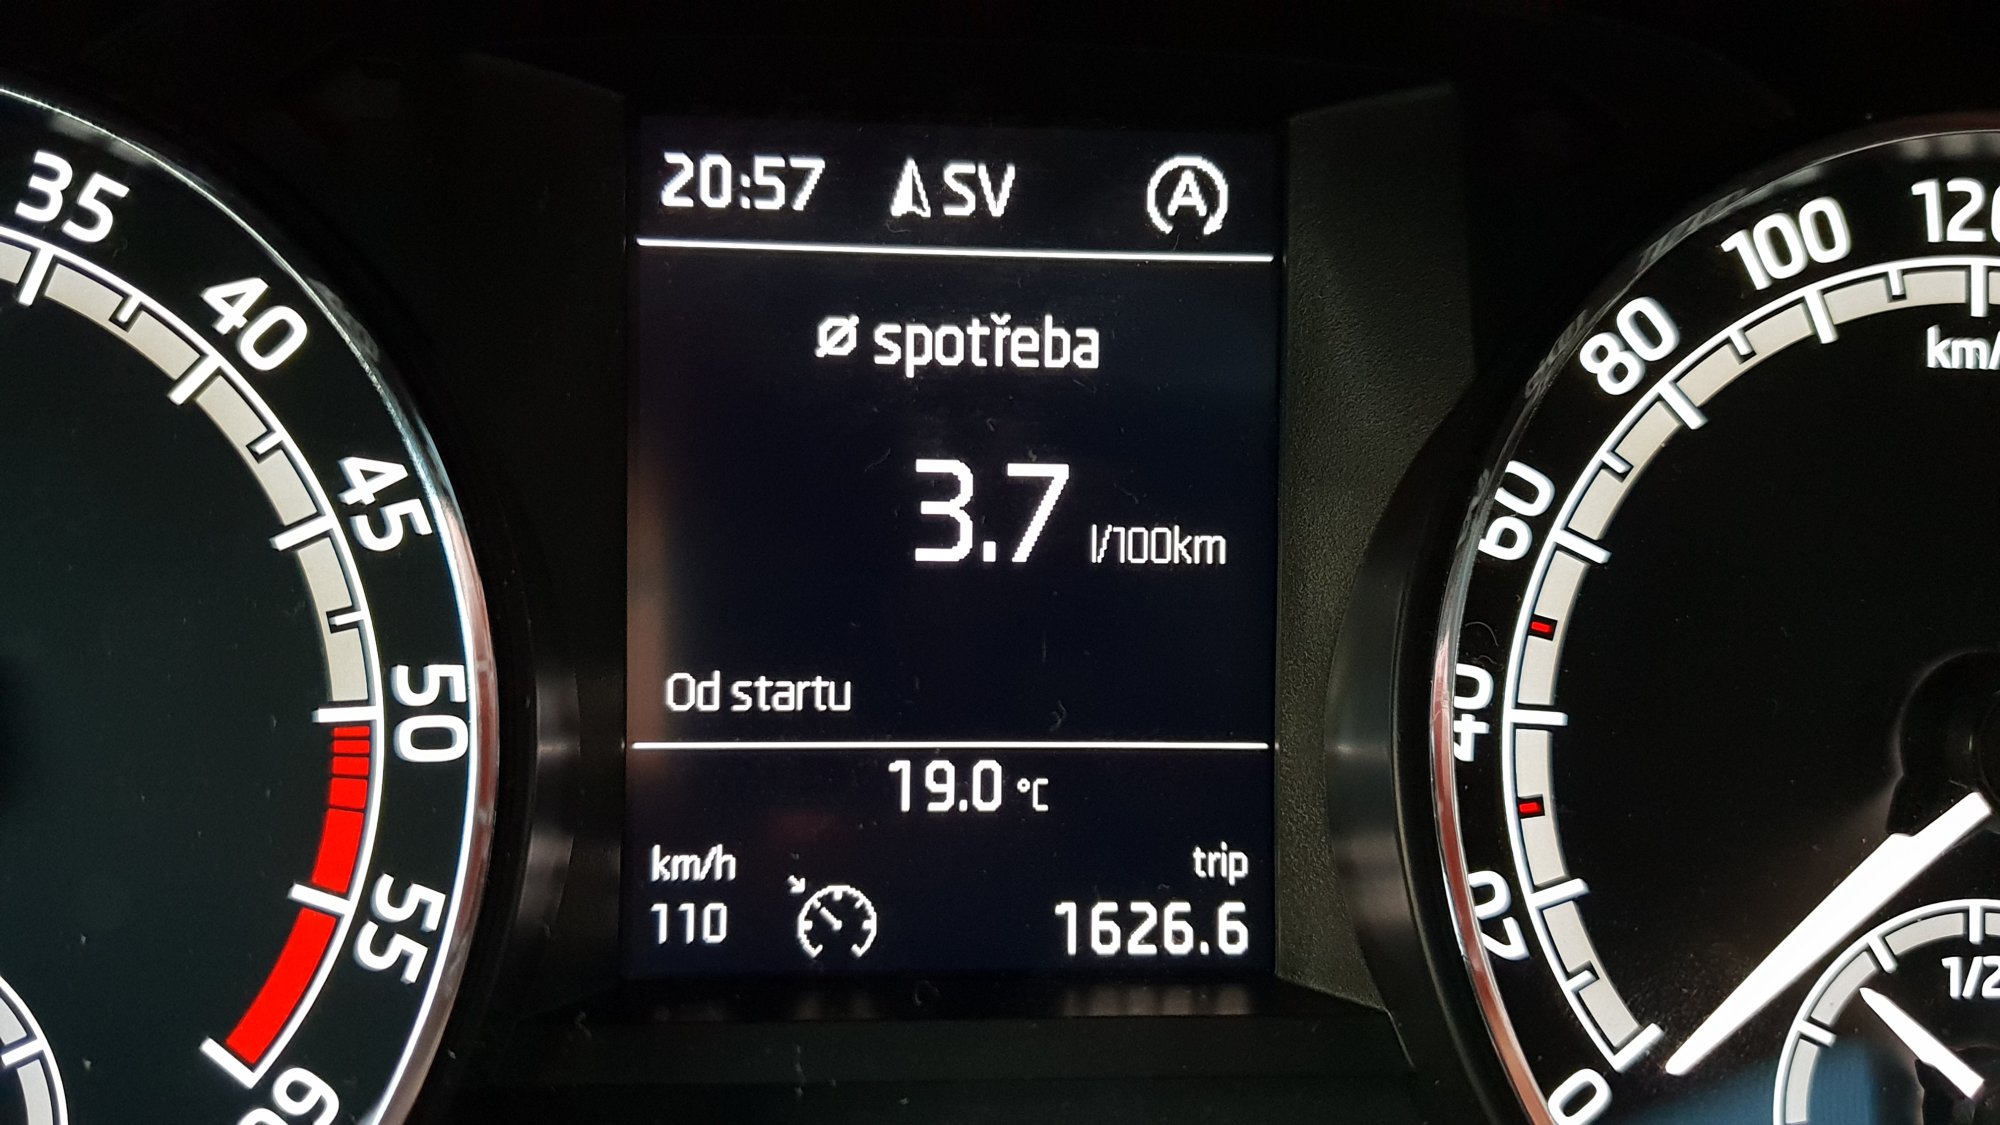 20:57 SV A
Ø spotřeba
3.7 l/100km
Od startu
19.0 °C
km/h
110
trip
1626.6
35
40
45
50
55
60
0
20
40
60
80
100
120
km/
1/2